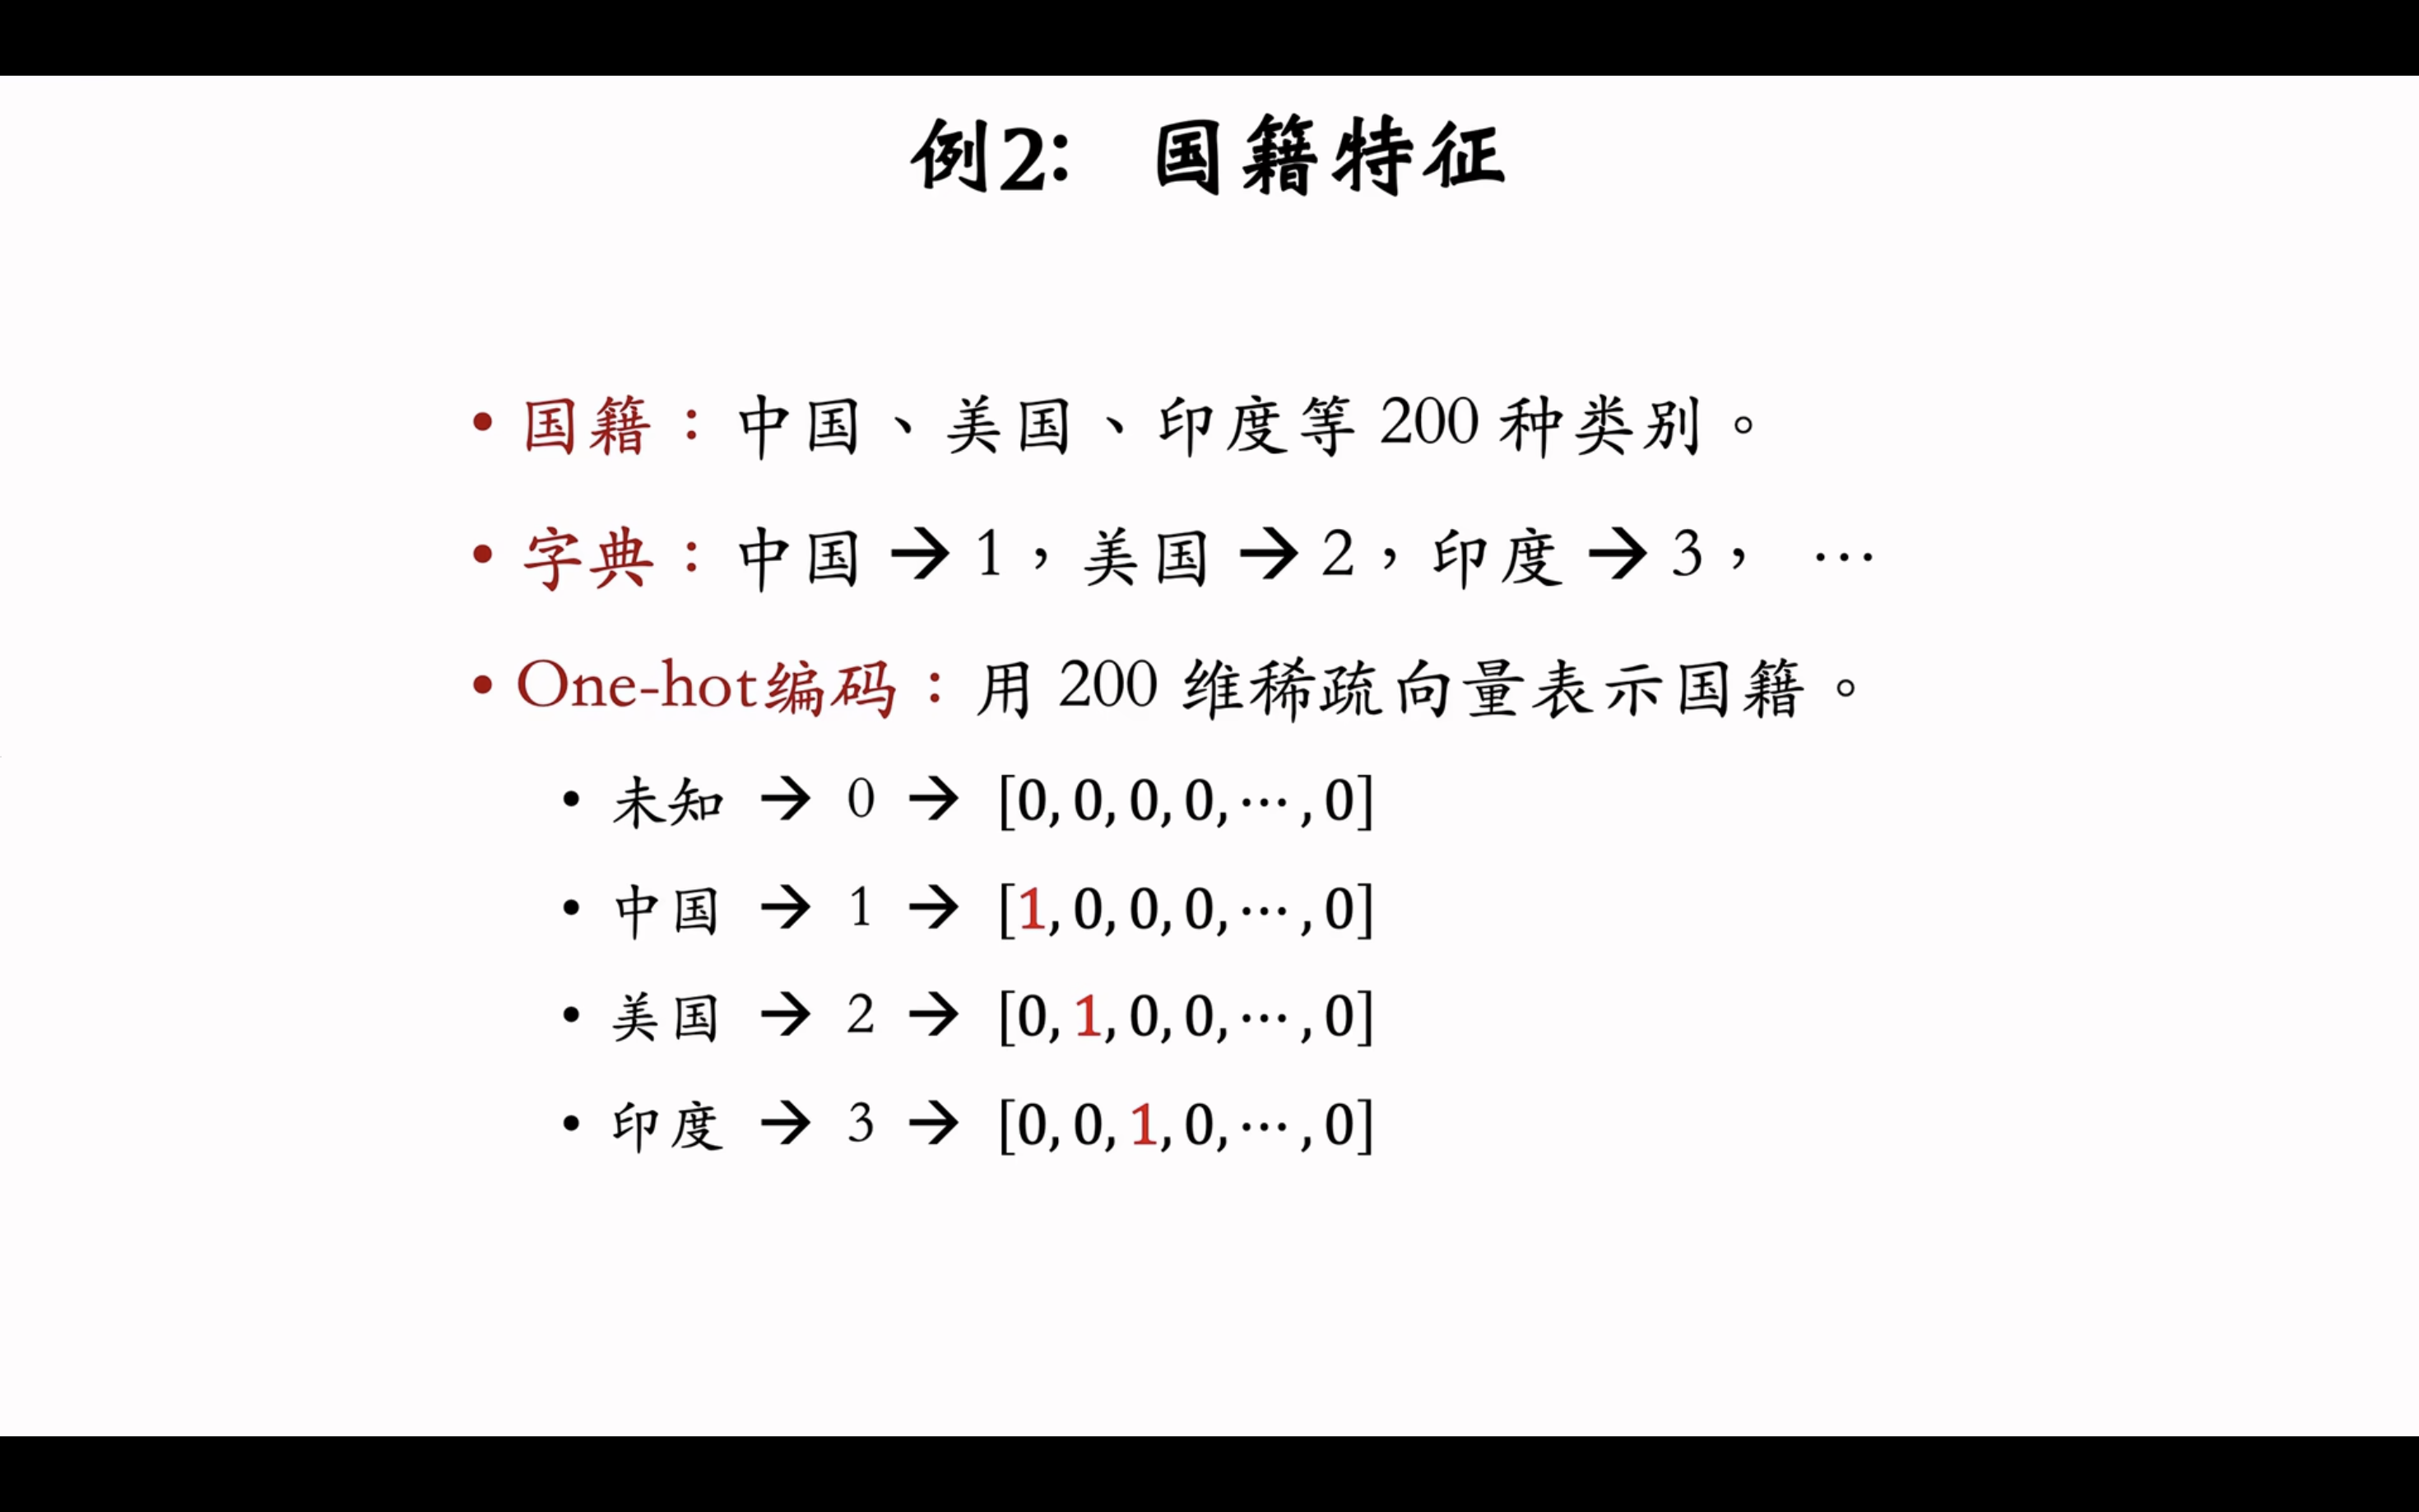 例2： 国籍特征
• 国籍：中国、美国、印度等 200 种类别。
• 字典：中国 → 1，美国 → 2，印度 → 3， …
• One-hot编码：用 200 维稀疏向量表示国籍。
• 未知 → 0 → [0, 0, 0, 0, ⋯ , 0]
• 中国 → 1 → [1, 0, 0, 0, ⋯ , 0]
• 美国 → 2 → [0, 1, 0, 0, ⋯ , 0]
• 印度 → 3 → [0, 0, 1, 0, ⋯ , 0]